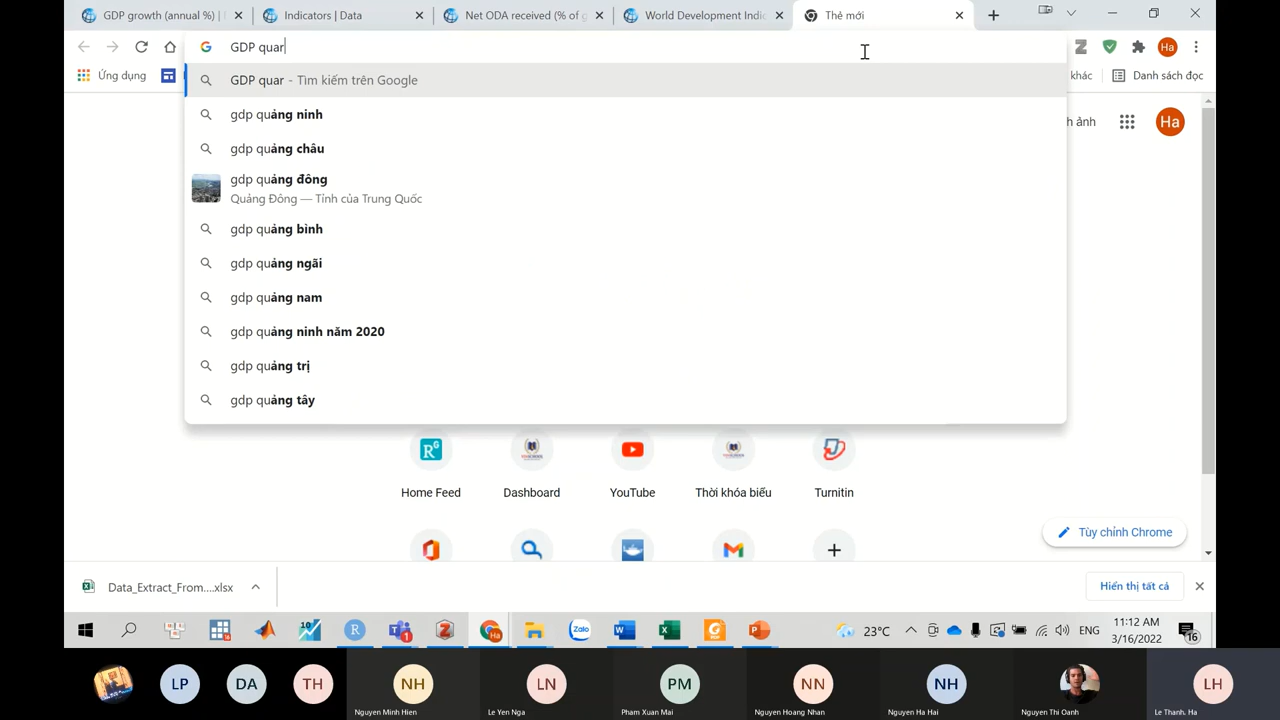 GDP growth (annual %) |
Indicators | Data
Net ODA received (% of g
World Development Indic
Thẻ mới
GDP quar
Ha
GDP quar - Tìm kiếm trên Google
Ứng dụng
khác
Danh sách đọc
gdp quảng ninh
h ảnh
Ha
gdp quảng châu
gdp quảng đông
Quảng Đông — Tỉnh của Trung Quốc
gdp quảng bình
gdp quảng ngãi
gdp quảng nam
gdp quảng ninh năm 2020
gdp quảng trị
gdp quảng tây
Home Feed
Dashboard
YouTube
Thời khóa biểu
Turnitin
Tùy chỉnh Chrome
Data_Extract_From....xlsx
Hiển thị tất cả
23°C
ENG
11:12 AM
3/16/2022
16
LP
DA
TH
NH
LN
PM
NN
NH
LH
Nguyen Minh Hien
Le Yen Nga
Pham Xuan Mai
Nguyen Hoang Nhan
Nguyen Ha Hai
Nguyen Thi Oanh
Le Thanh. Ha